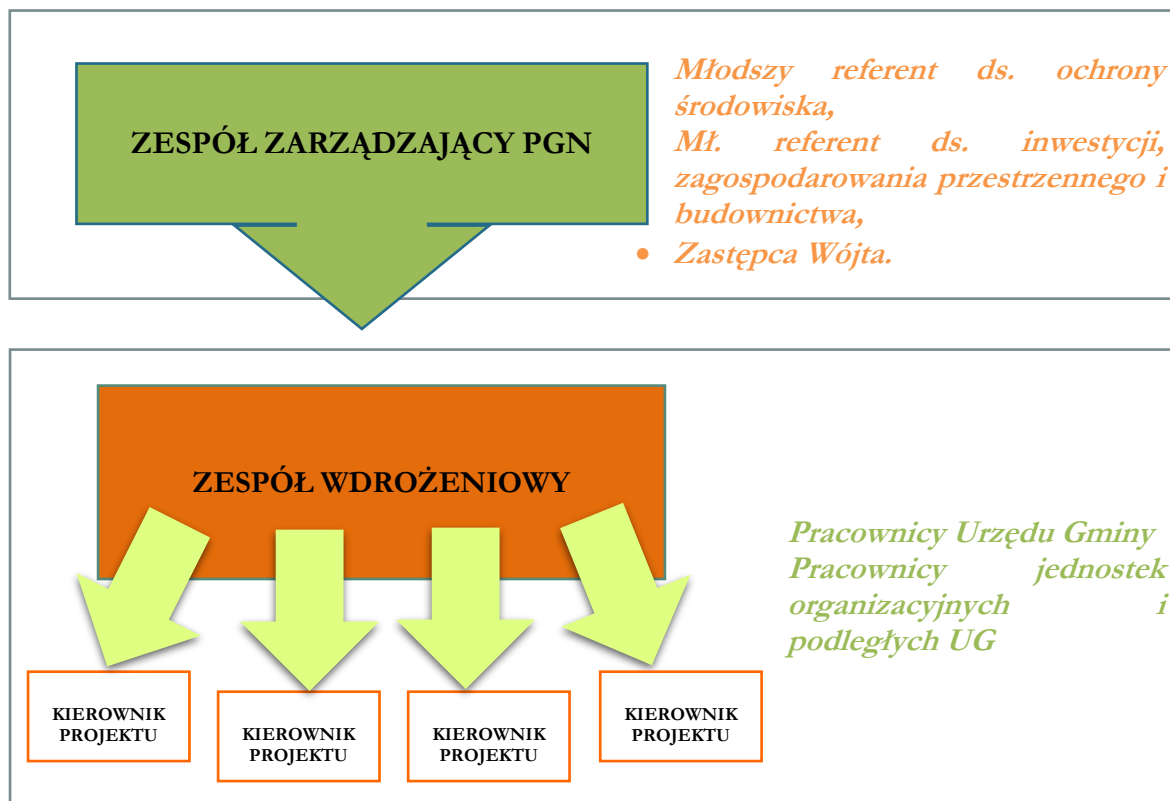 ZESPÓŁ ZARZĄDZAJĄCY PGN
Młodszy referent ds. ochrony
środowiska,
Mł. referent ds. inwestycji,
zagospodarowania przestrzennego i
budownictwa,
• Zastępca Wójta.
ZESPÓŁ WDROŻENIOWY
Pracownicy Urzędu Gminy
Pracownicy jednostek
organizacyjnych i
podległych UG
KIEROWNIK
PROJEKTU
KIEROWNIK
PROJEKTU
KIEROWNIK
PROJEKTU
KIEROWNIK
PROJEKTU